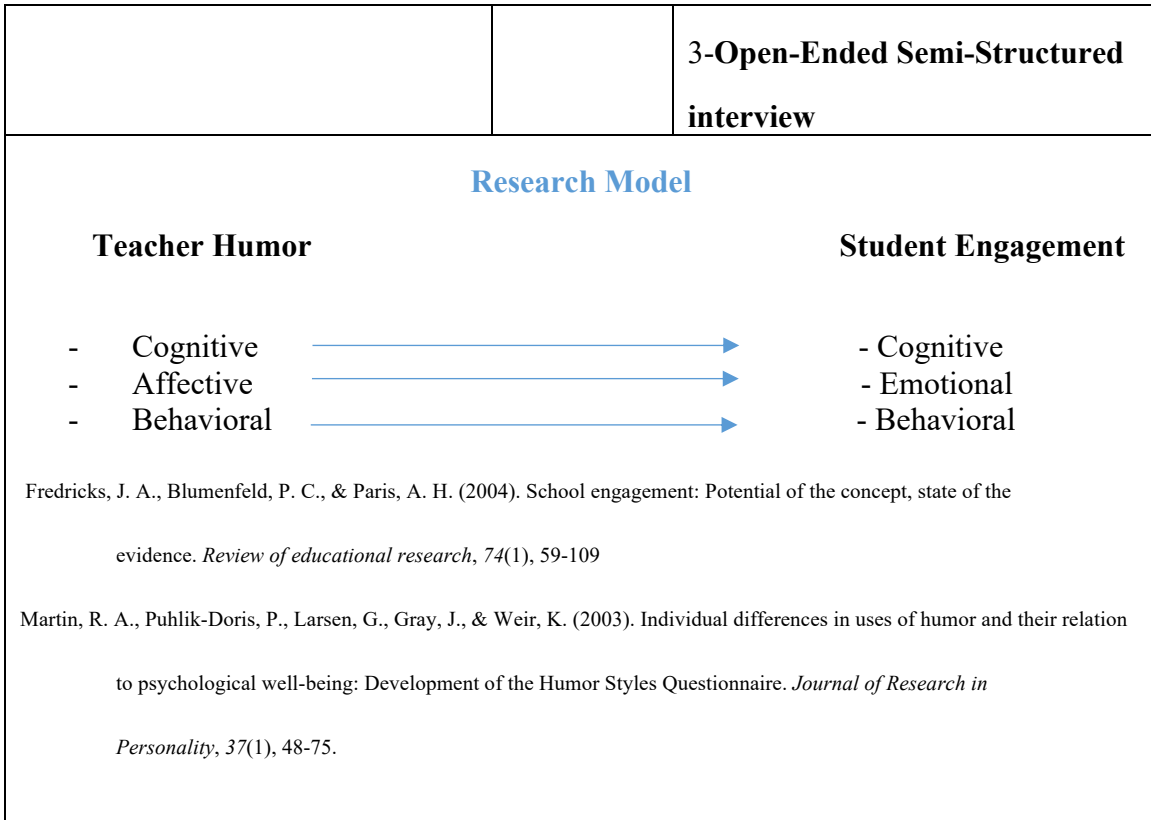 3-Open-Ended Semi-Structured
interview
Research Model
Teacher Humor Student Engagement
- Cognitive - Cognitive
- Affective - Emotional
- Behavioral - Behavioral
Fredricks, J. A., Blumenfeld, P. C., & Paris, A. H. (2004). School engagement: Potential of the concept, state of the
evidence. Review of educational research, 74(1), 59-109
Martin, R. A., Puhlik-Doris, P., Larsen, G., Gray, J., & Weir, K. (2003). Individual differences in uses of humor and their relation
to psychological well-being: Development of the Humor Styles Questionnaire. Journal of Research in
Personality, 37(1), 48-75.